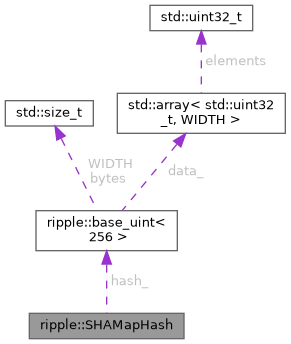 std::uint32_t
elements
std::size_t
std::array< std::uint32
_t, WIDTH >
WIDTH
bytes
data_
ripple::base_uint<
256 >
hash_
ripple::SHAMapHash